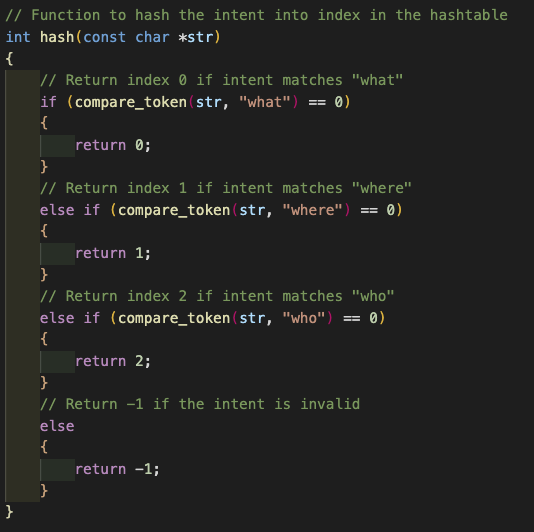 // Function to hash the intent into index in the hashtable
int hash(const char *str)
{
    // Return index 0 if intent matches "what"
    if (compare_token(str, "what") == 0)
    {
        return 0;
    }
    // Return index 1 if intent matches "where"
    else if (compare_token(str, "where") == 0)
    {
        return 1;
    }
    // Return index 2 if intent matches "who"
    else if (compare_token(str, "who") == 0)
    {
        return 2;
    }
    // Return -1 if the intent is invalid
    else
    {
        return -1;
    }
}